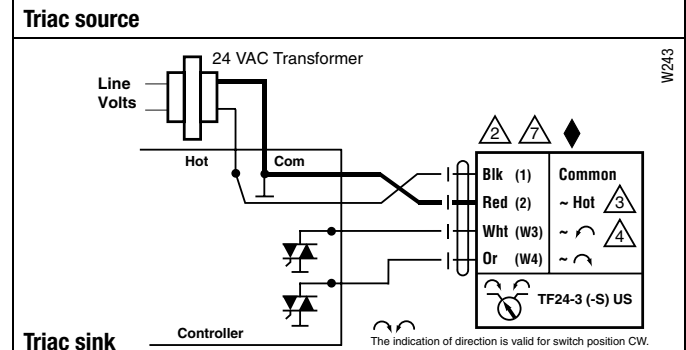 Triac source
24 VAC Transformer
W243
Line
Volts
Hot
Com
2
7
Blk (1)
Common
Red (2)
~ Hot
3
Wht (W3)
~
4
Or (W4)
~
TF24-3 (-S) US
Triac sink
Controller
The indication of direction is valid for switch position CW.